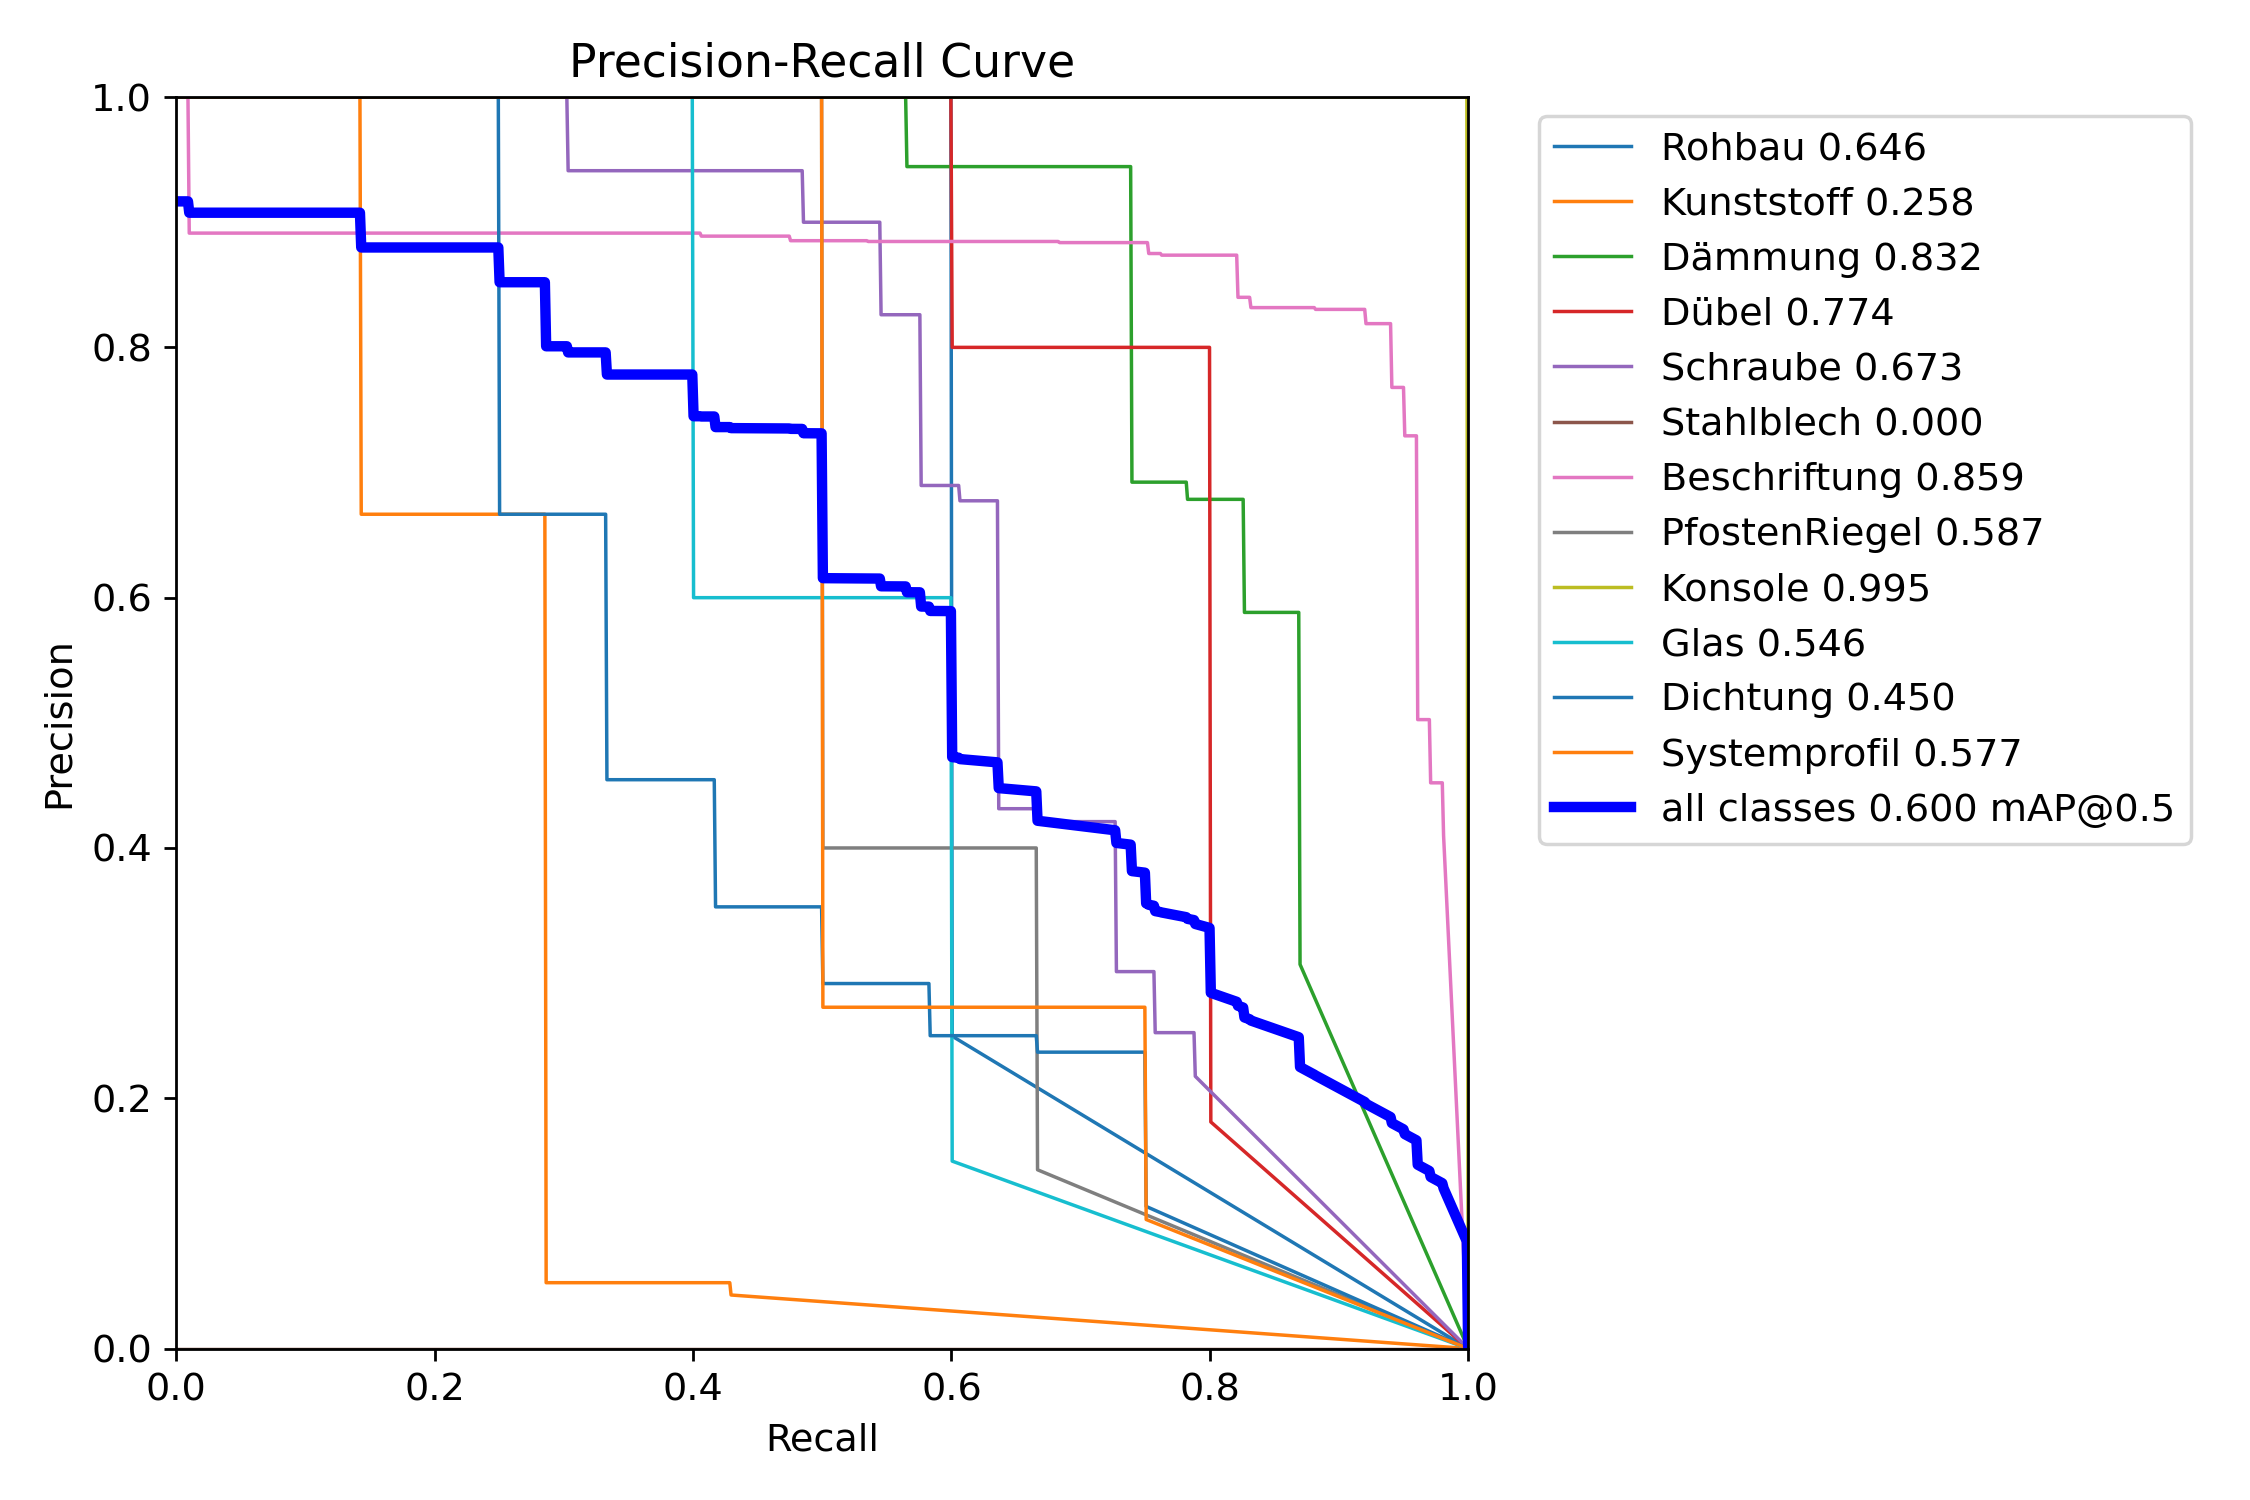 Precision-Recall Curve
1.0
0.8
0.6
0.4
0.2
0.0
Precision
0.0 0.2 0.4 0.6 0.8 1.0
Recall
Rohbau 0.646
Kunststoff 0.258
Dämmung 0.832
Dübel 0.774
Schraube 0.673
Stahlblech 0.000
Beschriftung 0.859
PfostenRiegel 0.587
Konsole 0.995
Glas 0.546
Dichtung 0.450
Systemprofil 0.577
all classes 0.600 mAP@0.5